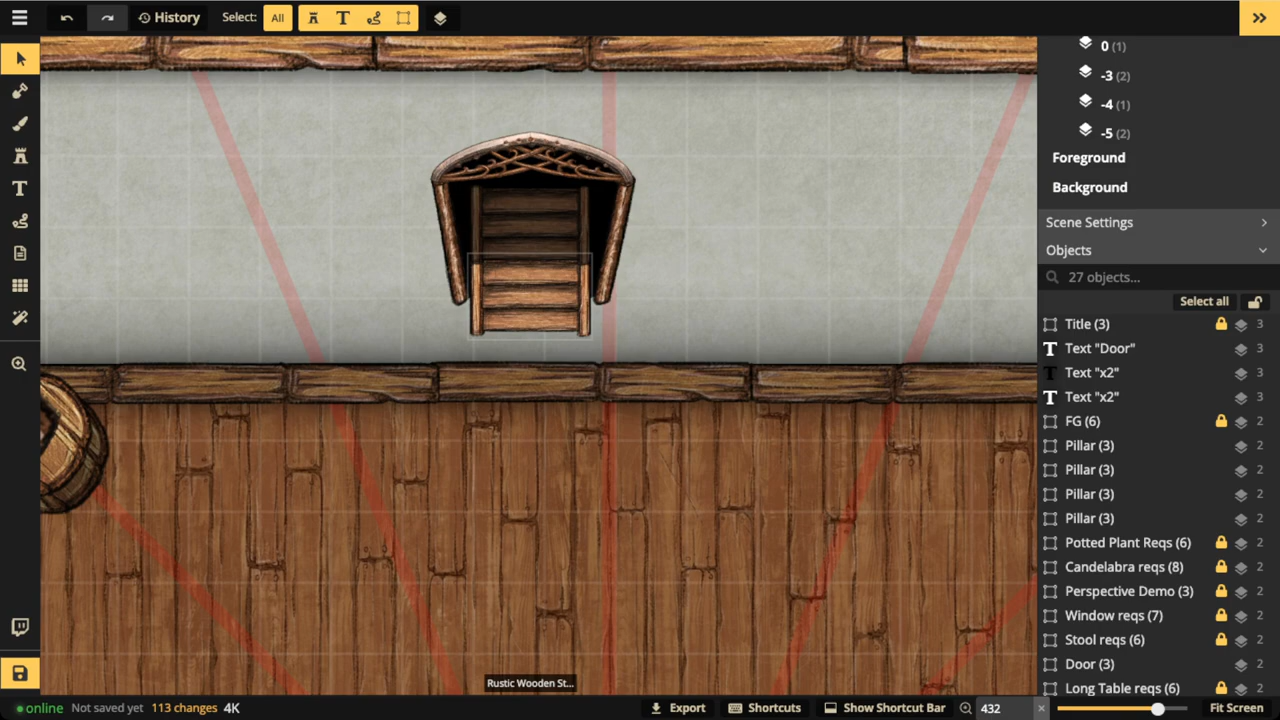 History
Select:
All
T
0 (1)
-3 (2)
-4 (1)
-5 (2)
Foreground
Background
Scene Settings
Objects
27 objects...
Select all
Title (3) 3
T Text "Door" 3
T Text "x2" 3
T Text "x2" 3
FG (6) 2
Pillar (3) 2
Pillar (3) 2
Pillar (3) 2
Pillar (3) 2
Potted Plant Reqs (6) 2
Candelabra reqs (8) 2
Perspective Demo (3) 2
Window reqs (7) 2
Stool reqs (6) 2
Door (3) 2
Long Table reqs (6) 2
T
Rustic Wooden St...
online Not saved yet 113 changes 4K
Export Shortcuts Show Shortcut Bar 432 × Fit Screen